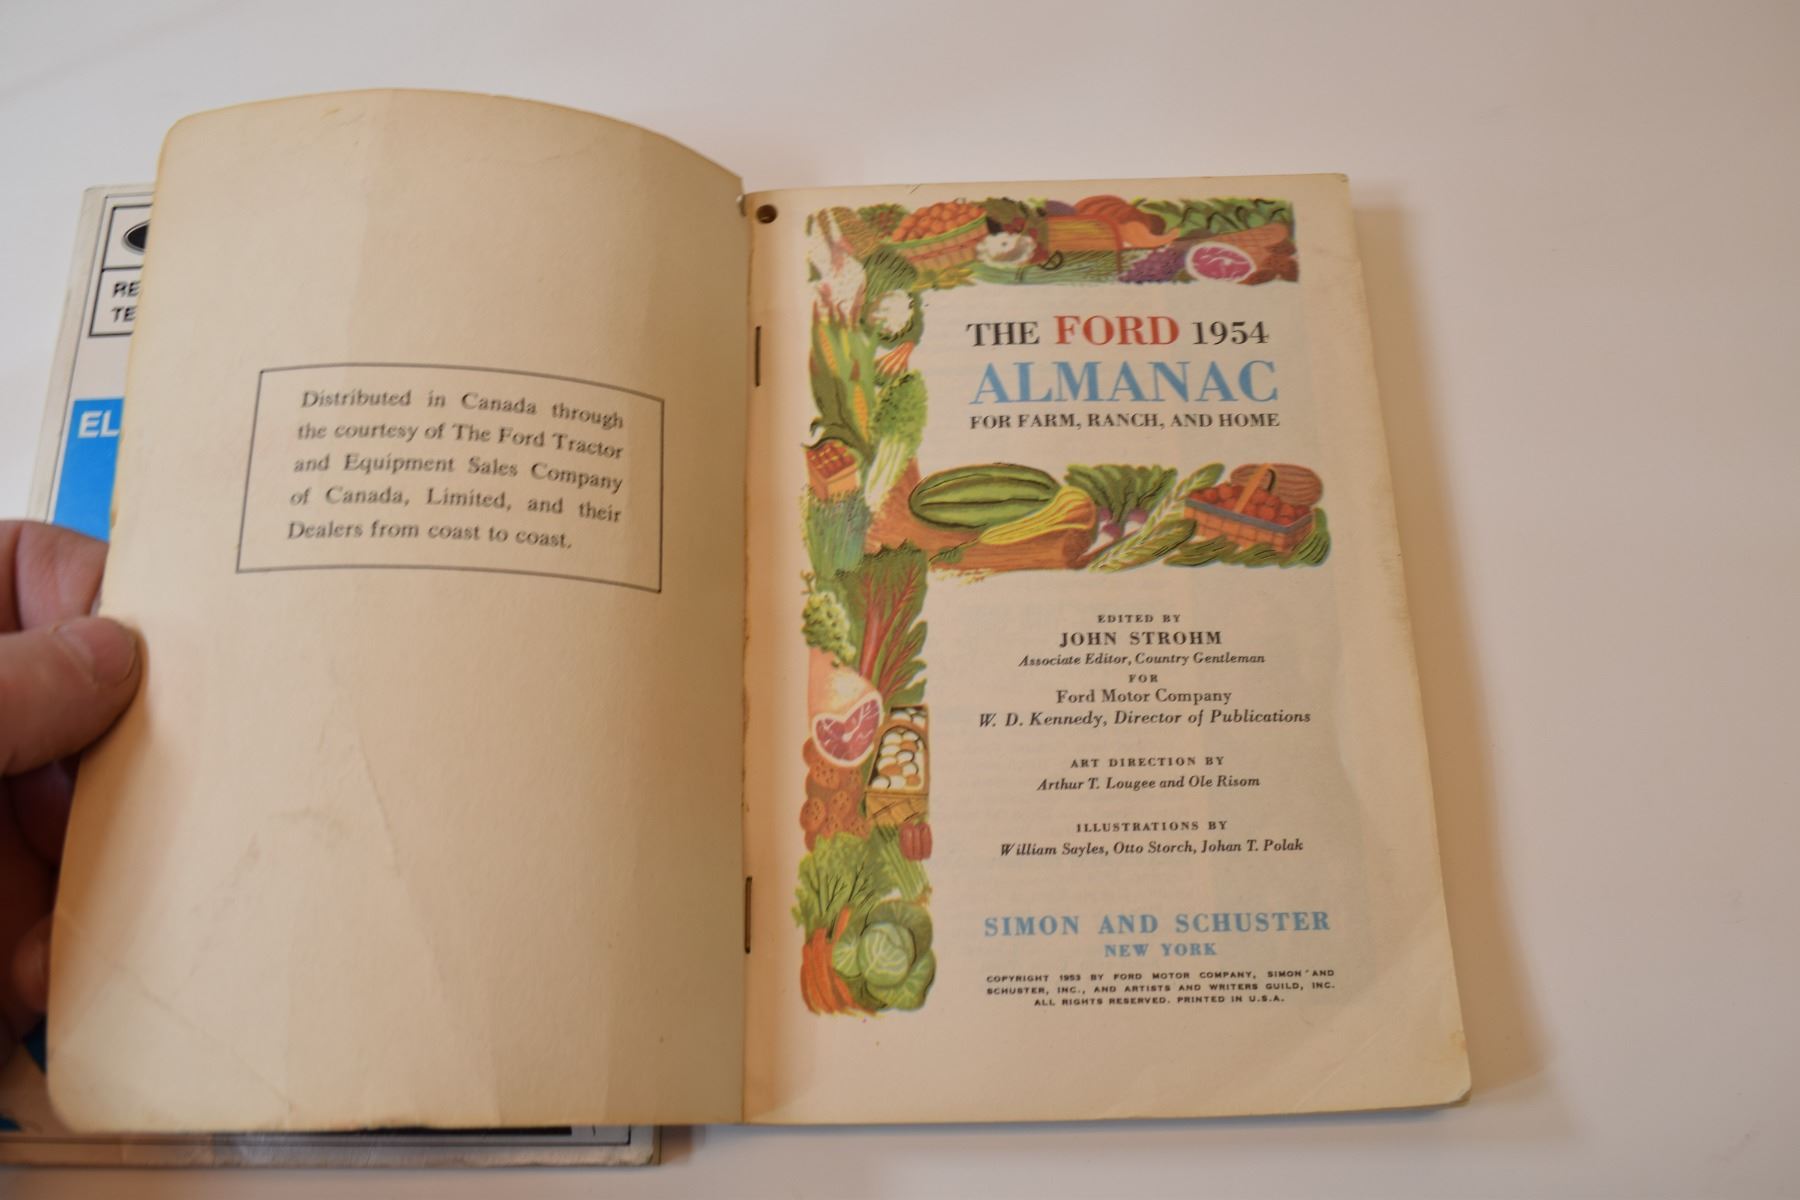 RE
TE
EL
Distributed in Canada through
the courtesy of The Ford Tractor
and Equipment Sales Company
of Canada, Limited, and their
Dealers from coast to coast.
THE FORD 1954
ALMANAC
FOR FARM, RANCH, AND HOME
EDITED BY
JOHN STROHM
Associate Editor, Country Gentleman
FOR
Ford Motor Company
W. D. Kennedy, Director of Publications
ART DIRECTION BY
Arthur T. Lougee and Ole Risom
ILLUSTRATIONS BY
William Sayles, Otto Storch, Johan T. Polak
SIMON AND SCHUSTER
NEW YORK
COPYRIGHT 1953 BY FORD MOTOR COMPANY, SIMON AND
SCHUSTER, INC., AND ARTISTS AND WRITERS GUILD, INC.
ALL RIGHTS RESERVED. PRINTED IN U.S.A.